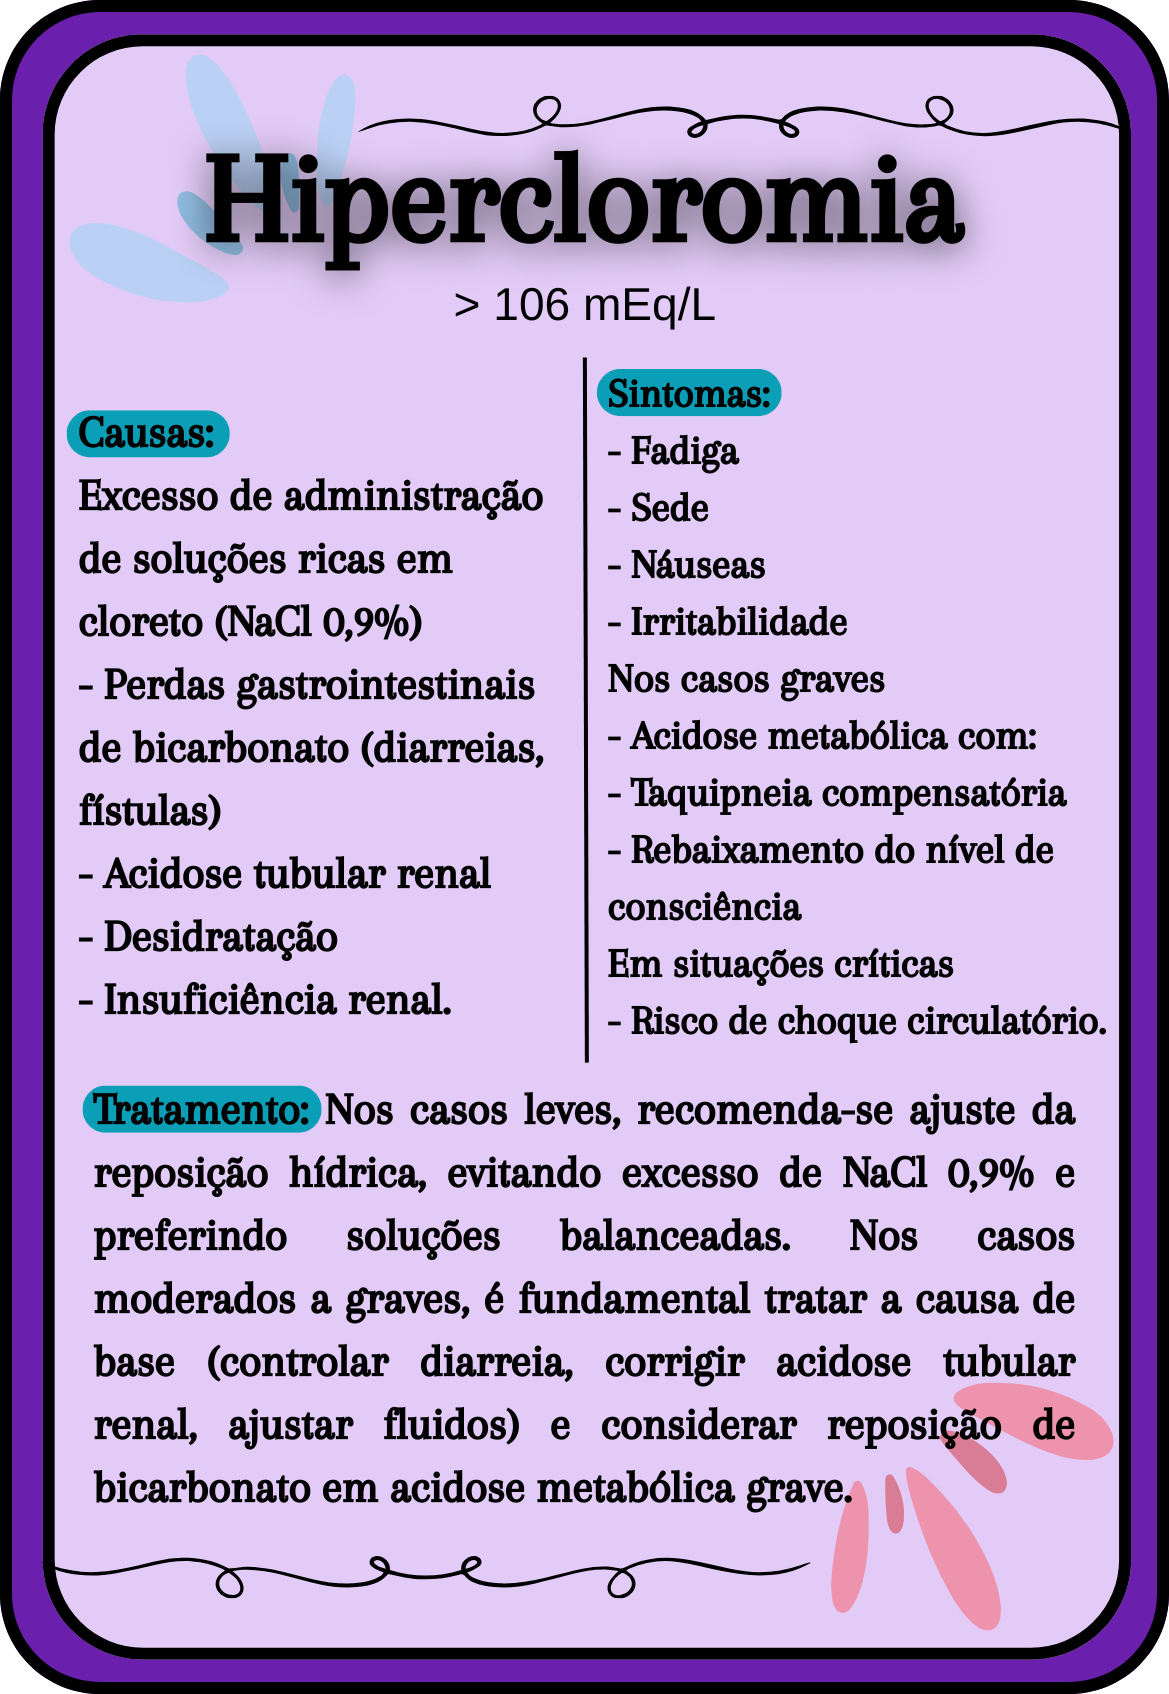 Hipercloromia
> 106 mEq/L
Causas:
Excesso de administração
de soluções ricas em
cloreto (NaCl 0,9%)
- Perdas gastrointestinais
de bicarbonato (diarreias,
fístulas)
- Acidose tubular renal
- Desidratação
- Insuficiência renal.
Sintomas:
- Fadiga
- Sede
- Náuseas
- Irritabilidade
Nos casos graves
- Acidose metabólica com:
- Taquipneia compensatória
- Rebaixamento do nível de
consciência
Em situações críticas
- Risco de choque circulatório.
Tratamento: Nos casos leves, recomenda-se ajuste da
reposição hídrica, evitando excesso de NaCl 0,9% e
preferindo soluções balanceadas. Nos casos
moderados a graves, é fundamental tratar a causa de
base (controlar diarreia, corrigir acidose tubular
renal, ajustar fluidos) e considerar reposição de
bicarbonato em acidose metabólica grave.